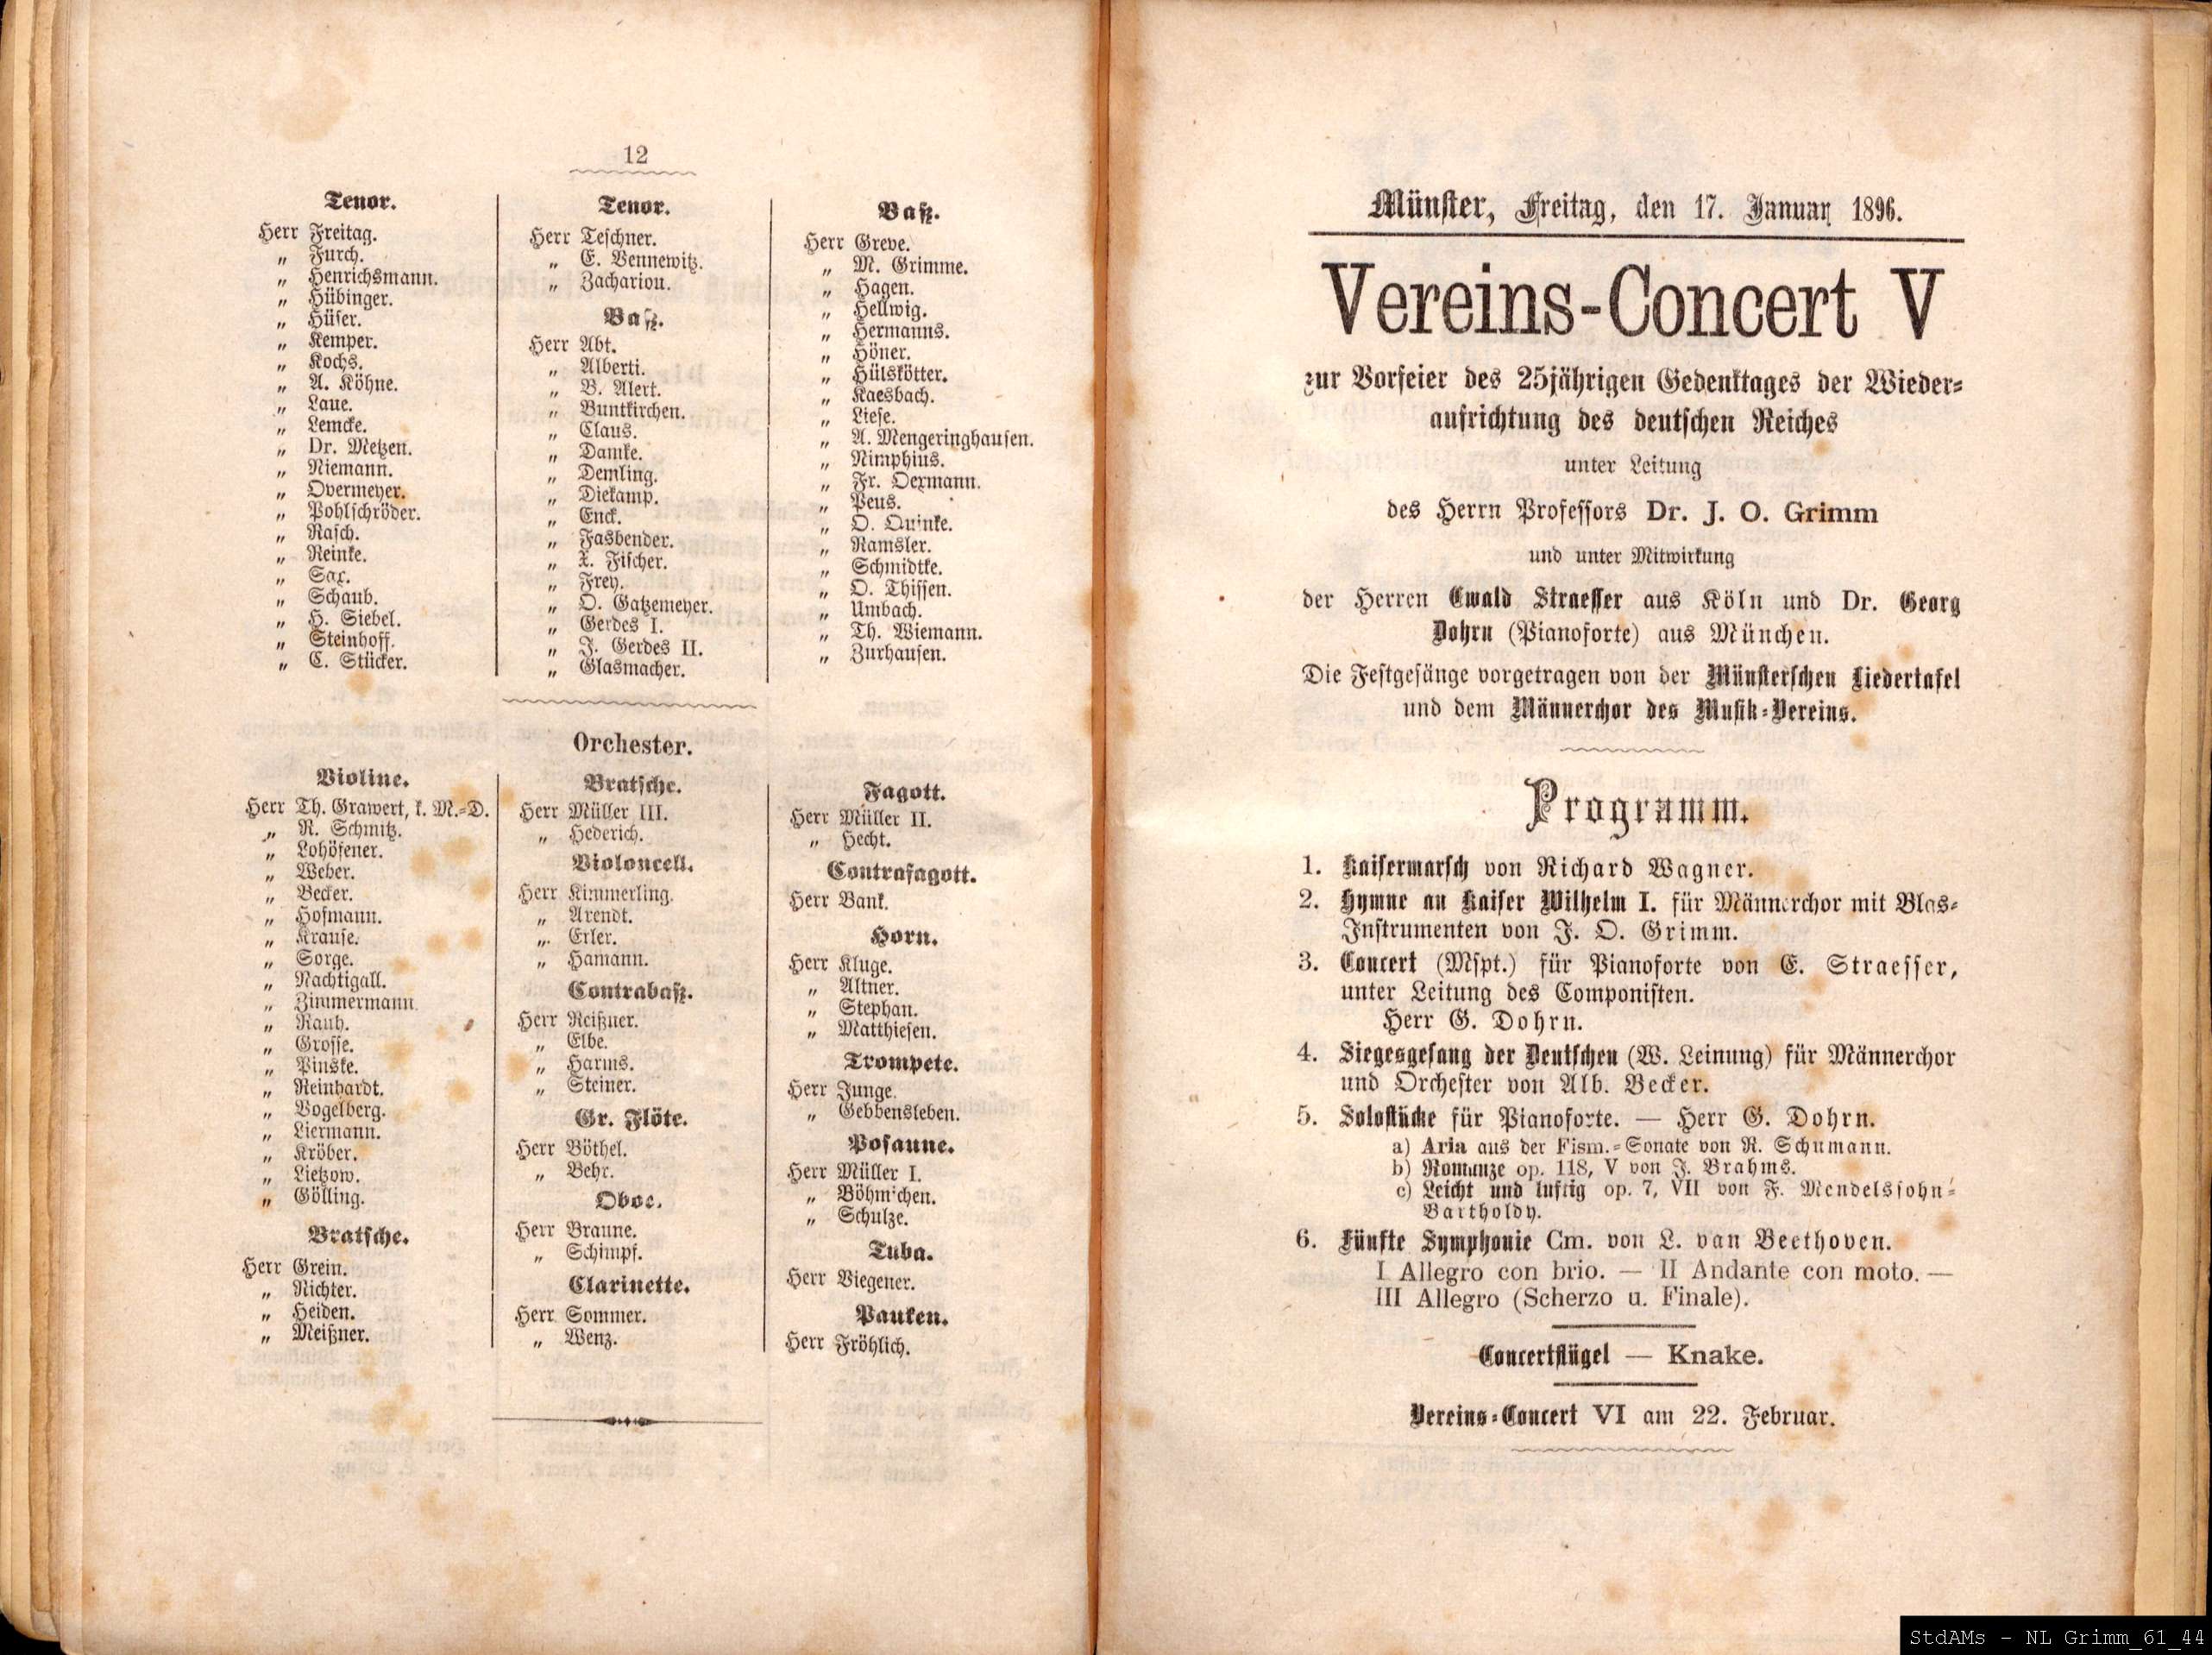 12
Tenor.
Herr Freitag.
„ Furch.
„ Henrichsmann.
„ Hübinger.
„ Hüser.
„ Kemper.
„ Kochs.
„ A. Köhne.
„ Laue.
„ Lemcke.
„ Dr. Metzen.
„ Niemann.
„ Overmeyer.
„ Pohlschröder.
„ Rasch.
„ Reinke.
„ Sax.
„ Schaub.
„ H. Siebel.
„ Steinhoff.
„ C. Stücker.
Tenor.
Herr Teschner.
„ E. Vennewitz.
„ Zachariou.
Baß.
Herr Abt.
„ Alberti.
„ B. Alert.
„ Buntkirchen.
„ Claus.
„ Damke.
„ Demling.
„ Diekamp.
„ Enck.
„ Fasbender.
„ X. Fischer.
„ Frey.
„ O. Gatzemeyer.
„ Gerdes I.
„ J. Gerdes II.
„ Glasmacher.
Baß.
Herr Greve.
„ M. Grimme.
„ Hagen.
„ Hellwig.
„ Hermanns.
„ Höner.
„ Hülskötter.
„ Kaesbach.
„ Liese.
„ A. Mengeringhausen.
„ Nimphius.
„ Fr. Oexmann.
„ Peus.
„ O. Quinke.
„ Ramsler.
„ Schmidtke.
„ O. Thissen.
„ Umbach.
„ Th. Wiemann.
„ Zurhausen.
Orchester.
Violine.
Herr Th. Grawert, k. M.-D.
„ R. Schmitz.
„ Lohöfener.
„ Weber.
„ Becker.
„ Hofmann.
„ Krause.
„ Sorge.
„ Nachtigall.
„ Zimmermann.
„ Rauh.
„ Grosse.
„ Pinske.
„ Reinhardt.
„ Vogelberg.
„ Liermann.
„ Kröber.
„ Lietzow.
„ Gölling.
Bratsche.
Herr Grein.
„ Richter.
„ Heiden.
„ Meißner.
Bratsche.
Herr Müller III.
„ Hederich.
Violoncell.
Herr Kimmerling.
„ Arendt.
„ Erler.
„ Hamann.
Contrabaß.
Herr Reißner.
„ Elbe.
„ Harms.
„ Steiner.
Gr. Flöte.
Herr Böthel.
„ Behr.
Oboe.
Herr Braune.
„ Schimpf.
Clarinette.
Herr Sommer.
„ Wenz.
Fagott.
Herr Müller II.
„ Hecht.
Contrafagott.
Herr Bank.
Horn.
Herr Kluge.
„ Altner.
„ Stephan.
„ Matthiesen.
Trompete.
Herr Junge.
„ Gebbensleben.
Posaune.
Herr Müller I.
„ Böhmichen.
„ Schulze.
Tuba.
Herr Viegener.
Pauken.
Herr Fröhlich.
Münster, Freitag, den 17. Januar 1896.
Vereins-Concert V
zur Vorfeier des 25jährigen Gedenktages der Wieder-
aufrichtung des deutschen Reiches
unter Leitung
des Herrn Professors Dr. J. O. Grimm
und unter Mitwirkung
der Herren Ewald Straesser aus Köln und Dr. Georg
Dohrn (Pianoforte) aus München.
Die Festgesänge vorgetragen von der Münsterschen Liedertafel
und dem Männerchor des Musik-Vereins.
Programm.
1. Kaisermarsch von Richard Wagner.
2. Hymne an Kaiser Wilhelm I. für Männerchor mit Blas-
Instrumenten von J. O. Grimm.
3. Concert (Mspt.) für Pianoforte von E. Straesser,
unter Leitung des Componisten.
Herr G. Dohrn.
4. Siegesgesang der Deutschen (W. Leinung) für Männerchor
und Orchester von Alb. Becker.
5. Solostücke für Pianoforte. — Herr G. Dohrn.
a) Aria aus der Fism.-Sonate von R. Schumann.
b) Romanze op. 118, V von J. Brahms.
c) Leicht und luftig op. 7, VII von F. Mendelssohn-
Bartholdy.
6. Fünfte Symphonie Cm. von L. van Beethoven.
I Allegro con brio. — II Andante con moto. —
III Allegro (Scherzo u. Finale).
Concertflügel — Knake.
Vereins-Concert VI am 22. Februar.
StdAMs - NL Grimm_61_44